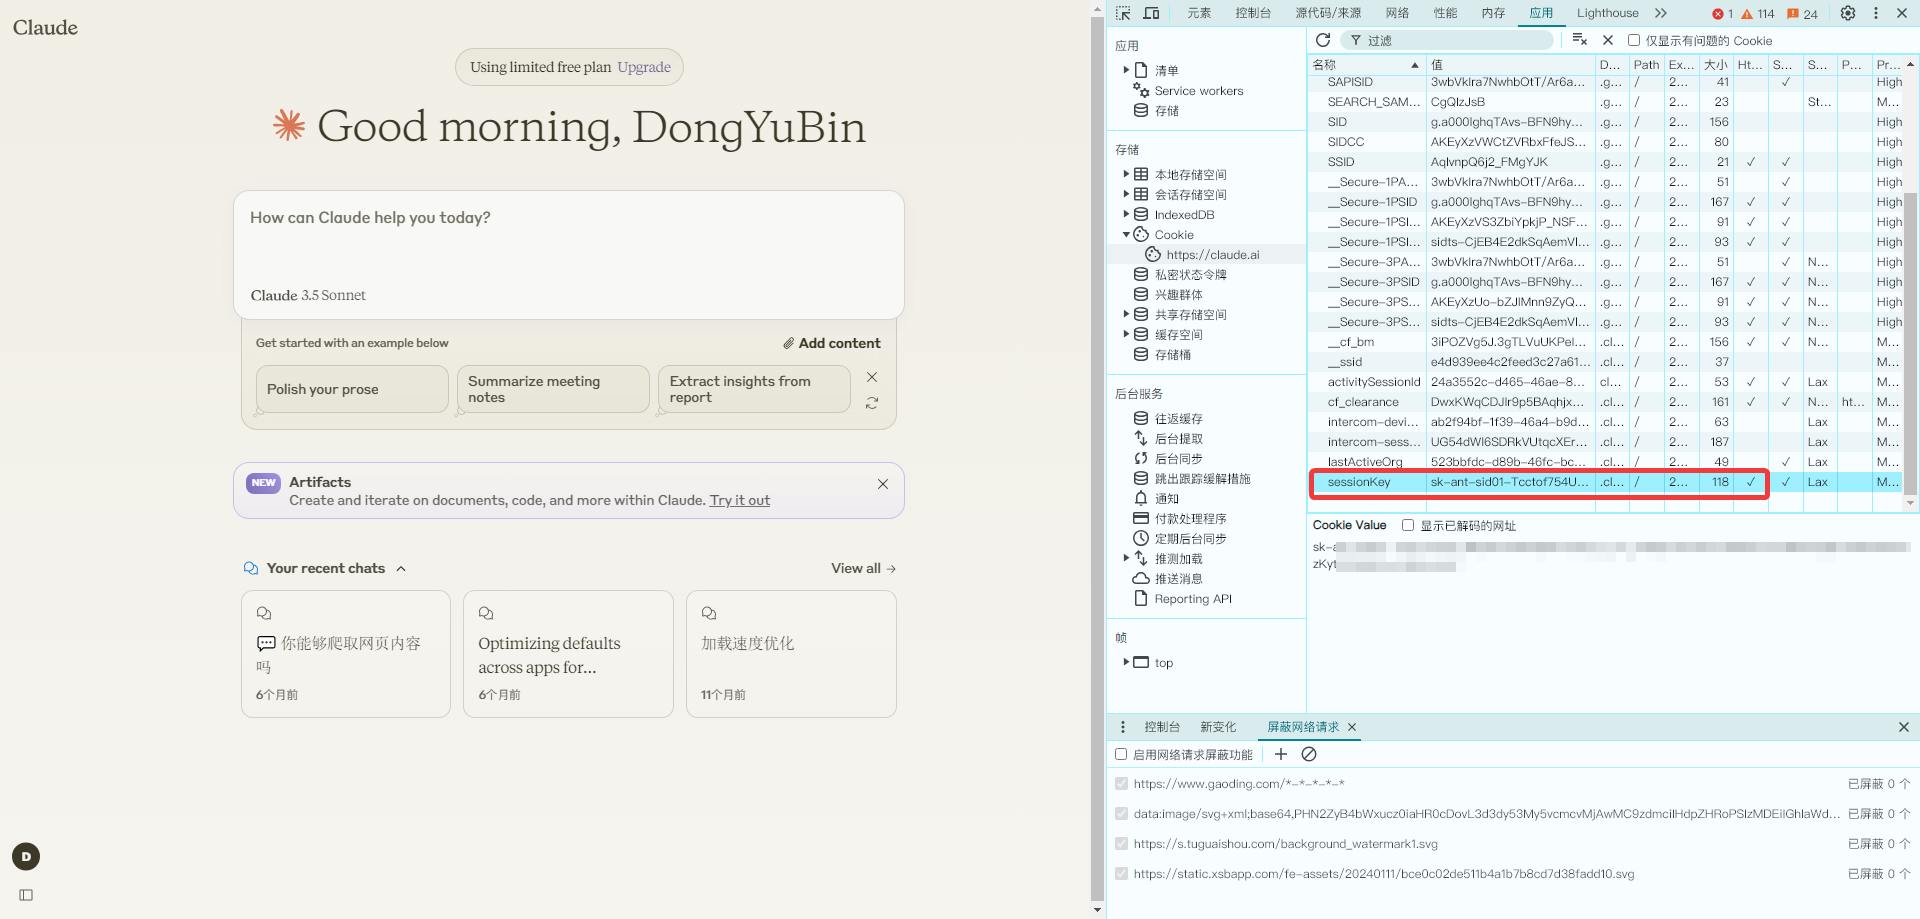 Claude
Using limited free plan Upgrade
Good morning, DongYuBin
How can Claude help you today?
Claude 3.5 Sonnet
Get started with an example below
Add content
Polish your prose
Summarize meeting notes
Extract insights from report
NEW
Artifacts
Create and iterate on documents, code, and more within Claude. Try it out
Your recent chats
View all →
💬 你能够爬取网页内容吗
6个月前
Optimizing defaults across apps for...
6个月前
加载速度优化
11个月前
D
元素 控制台 源代码/来源 网络 性能 内存 应用 Lighthouse 1 114 24
应用
清单
Service workers
存储
存储
本地存储空间
会话存储空间
IndexedDB
Cookie
https://claude.ai
私密状态令牌
兴趣群体
共享存储空间
缓存空间
存储桶
后台服务
往返缓存
后台提取
后台同步
跳出跟踪缓解措施
通知
付款处理程序
定期后台同步
推测加载
推送消息
Reporting API
帧
top
过滤 仅显示有问题的 Cookie
名称 值 D... Path Ex... 大小 Ht... S... S... P... Pr...
SAPISID 3wbVkIra7NwhbOtT/Ar6a... .g... / 2... 41 ✓ High
SEARCH_SAM... CgQIzJsB .g... / 2... 23 St... M...
SID g.a000lghqTAvs-BFN9hy... .g... / 2... 156 High
SIDCC AKEyXzVWCtZVRbxFfeJS... .g... / 2... 80 High
SSID AqIvnpQ6j2_FMgYJK .g... / 2... 21 ✓ ✓ High
__Secure-1PA... 3wbVkIra7NwhbOtT/Ar6a... .g... / 2... 51 ✓ High
__Secure-1PSID g.a000lghqTAvs-BFN9hy... .g... / 2... 167 ✓ ✓ High
__Secure-1PSI... AKEyXzVS3ZbiYpkjP_NSF... .g... / 2... 91 ✓ ✓ High
__Secure-1PSI... sidts-CjEB4E2dkSqAemVI... .g... / 2... 93 ✓ ✓ High
__Secure-3PA... 3wbVkIra7NwhbOtT/Ar6a... .g... / 2... 51 ✓ N... High
__Secure-3PSID g.a000lghqTAvs-BFN9hy... .g... / 2... 167 ✓ ✓ N... High
__Secure-3PS... AKEyXzUo-bZJIMnn9ZyQ... .g... / 2... 91 ✓ ✓ N... High
__Secure-3PS... sidts-CjEB4E2dkSqAemVI... .g... / 2... 93 ✓ ✓ N... High
__cf_bm 3iPOZVg5J.3gTLVuUKPeI... .cl... / 2... 156 ✓ ✓ N... M...
__ssid e4d939ee4c2feed3c27a61... .cl... / 2... 37 M...
activitySessionId 24a3552c-d465-46ae-8... cl... / 2... 53 ✓ ✓ Lax M...
cf_clearance DwxKWqCDJlr9p5BAqhjx... .cl... / 2... 161 ✓ ✓ N... ht... M...
intercom-devi... ab2f94bf-1f39-46a4-b9d... .cl... / 2... 63 Lax M...
intercom-sess... UG54dWI6SDRkVUtqcXEr... .cl... / 2... 187 Lax M...
lastActiveOrg 523bbfdc-d89b-46fc-bc... .cl... / 2... 49 ✓ Lax M...
sessionKey sk-ant-sid01-Tcctof754U... .cl... / 2... 118 ✓ ✓ Lax M...
Cookie Value 显示已解码的网址
sk-a
zKyt
控制台 新变化 屏蔽网络请求
启用网络请求屏蔽功能
https://www.gaoding.com/*-*-*-*-* 已屏蔽 0 个
data:image/svg+xml;base64,PHN2ZyB4bWxucz0iaHR0cDovL3d3dy53My5vcmcvMjAwMC9zdmciIHdpZHRoPSIzMDEiIGhlaWd... 已屏蔽 0 个
https://s.tuguaishou.com/background_watermark1.svg 已屏蔽 0 个
https://static.xsbapp.com/fe-assets/20240111/bce0c02de511b4a1b7b8cd7d38fadd10.svg 已屏蔽 0 个